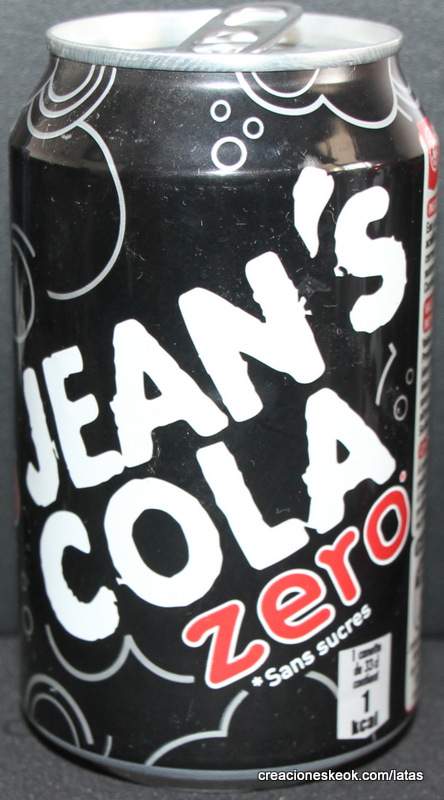 JEAN'S
COLA
zero*
*Sans sucres
1 canette
de 33 cl
contient
1
kcal
creacioneskeok.com/latas